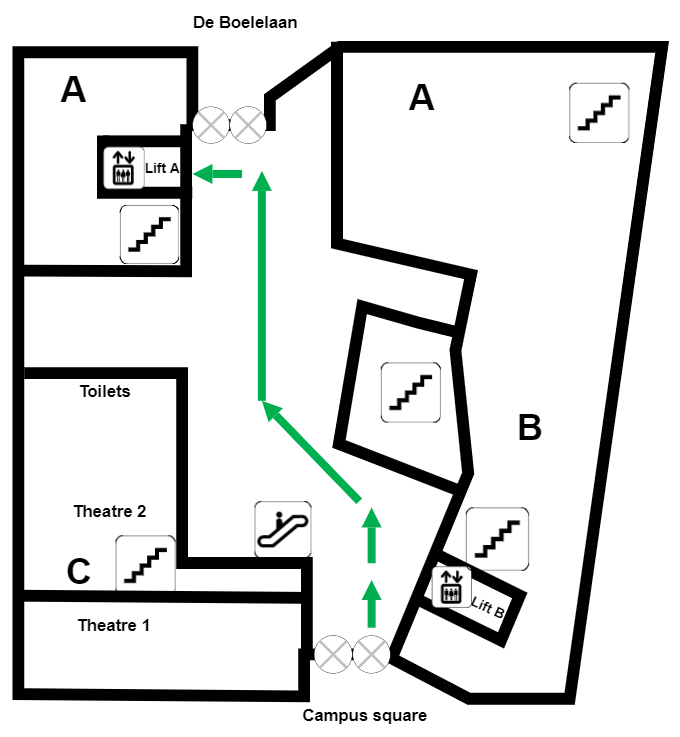 De Boelelaan
A
A
Lift A
Toilets
B
Theatre 2
C
Lift B
Theatre 1
Campus square